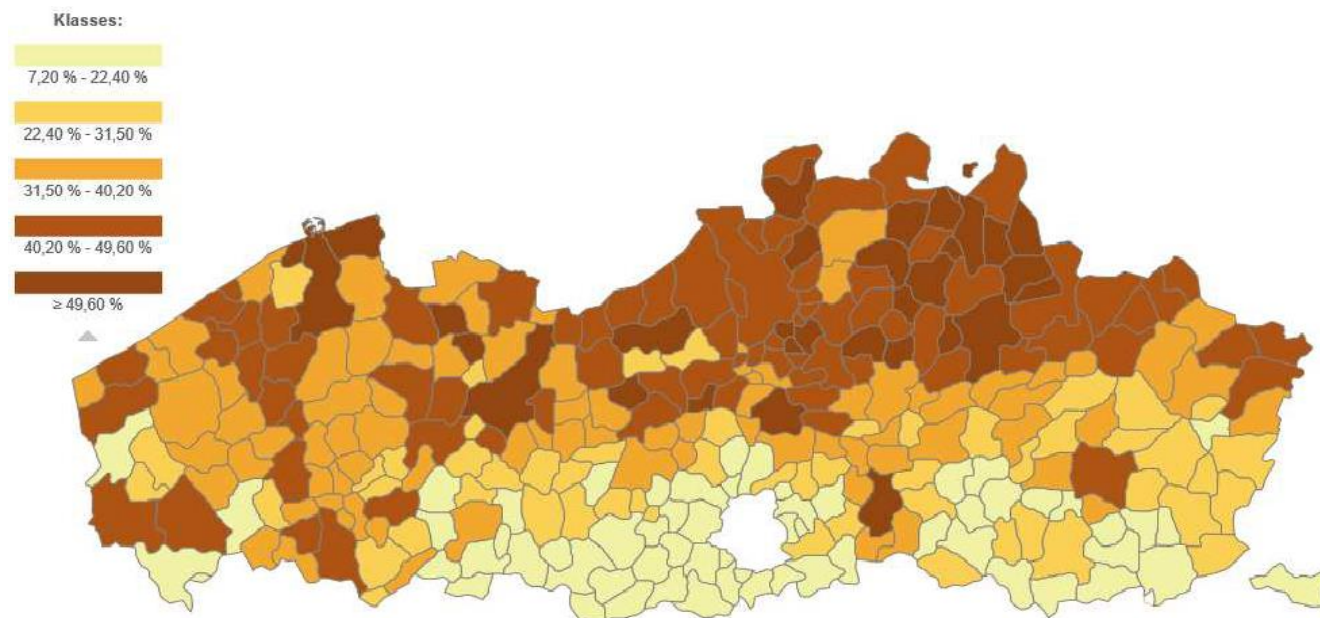 Klasses:
7,20 % - 22,40 %
22,40 % - 31,50 %
31,50 % - 40,20 %
40,20 % - 49,60 %
≥ 49,60 %